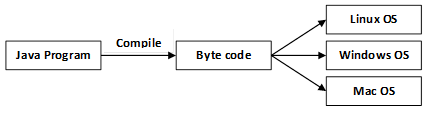 Java Program
Compile
Byte code
Linux OS
Windows OS
Mac OS